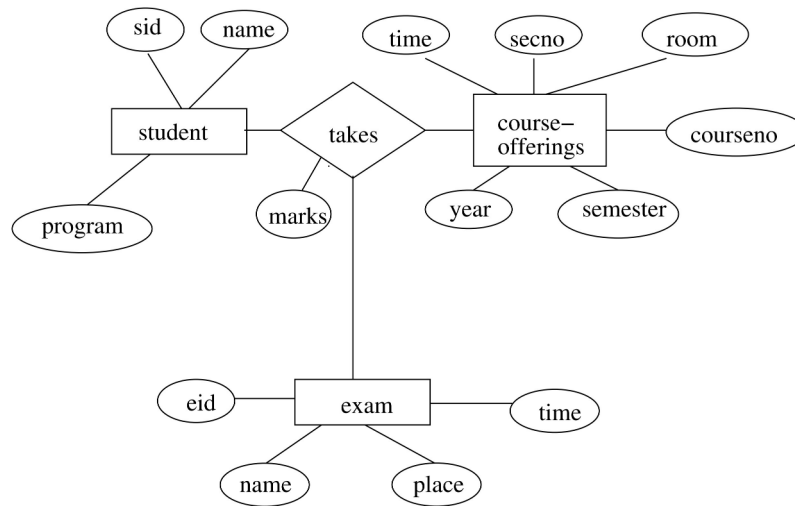 sid
name
time
secno
room
student
takes
course-
offerings
courseno
program
marks
year
semester
eid
exam
time
name
place